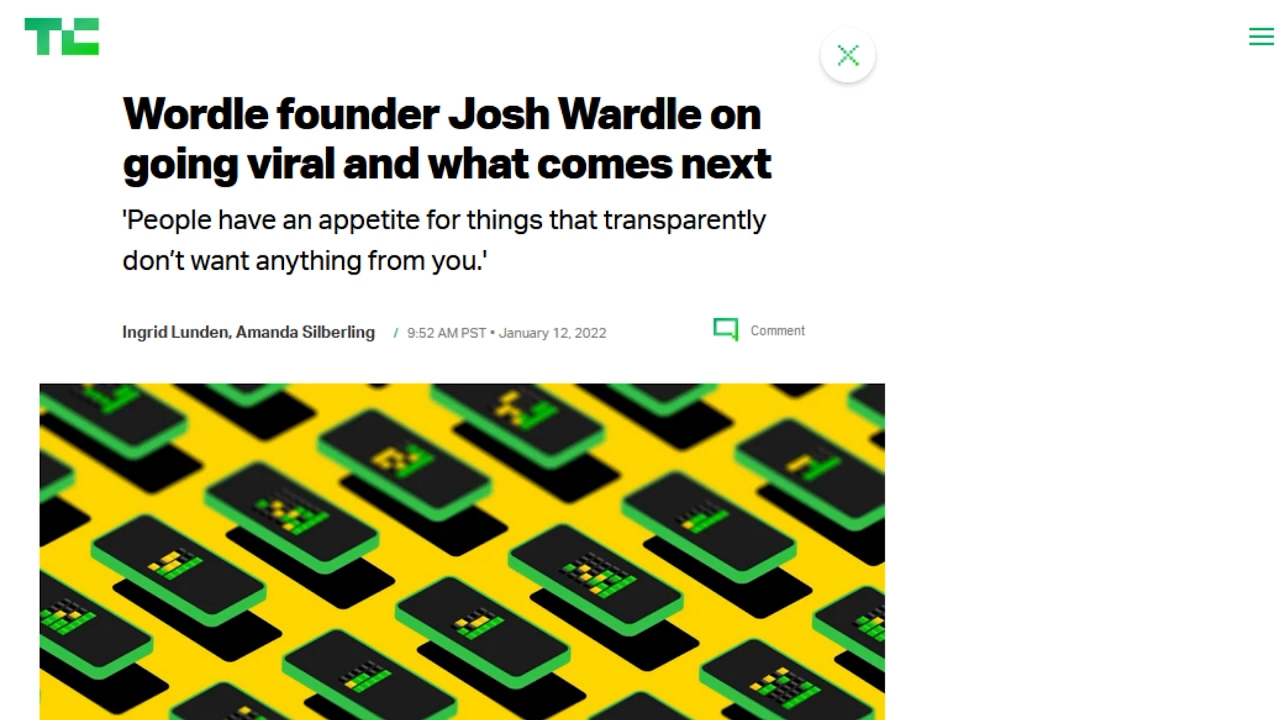 TC
Wordle founder Josh Wardle on
going viral and what comes next
'People have an appetite for things that transparently
don’t want anything from you.'
Ingrid Lunden, Amanda Silberling / 9:52 AM PST • January 12, 2022 Comment